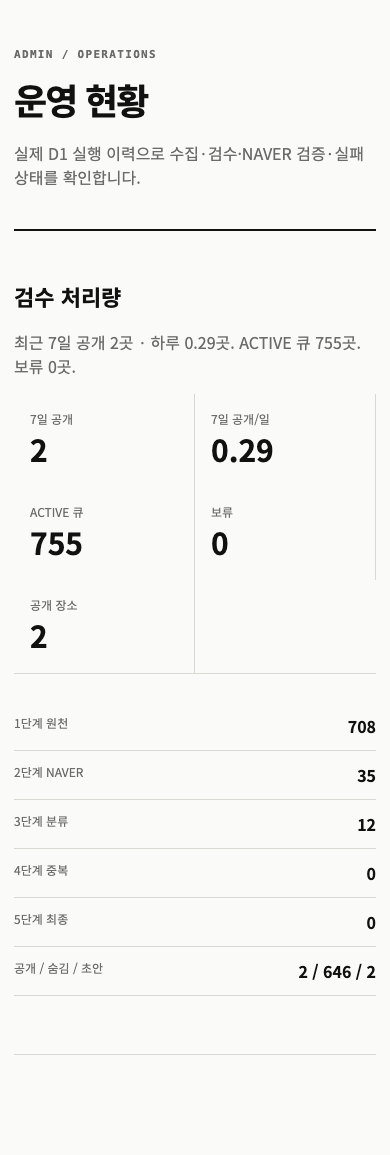 ADMIN / OPERATIONS
운영 현황
실제 D1 실행 이력으로 수집·검수·NAVER 검증·실패
상태를 확인합니다.
검수 처리량
최근 7일 공개 2곳 · 하루 0.29곳. ACTIVE 큐 755곳.
보류 0곳.
7일 공개
2
7일 공개/일
0.29
ACTIVE 큐
755
보류
0
공개 장소
2
1단계 원천
708
2단계 NAVER
35
3단계 분류
12
4단계 중복
0
5단계 최종
0
공개 / 숨김 / 초안
2 / 646 / 2